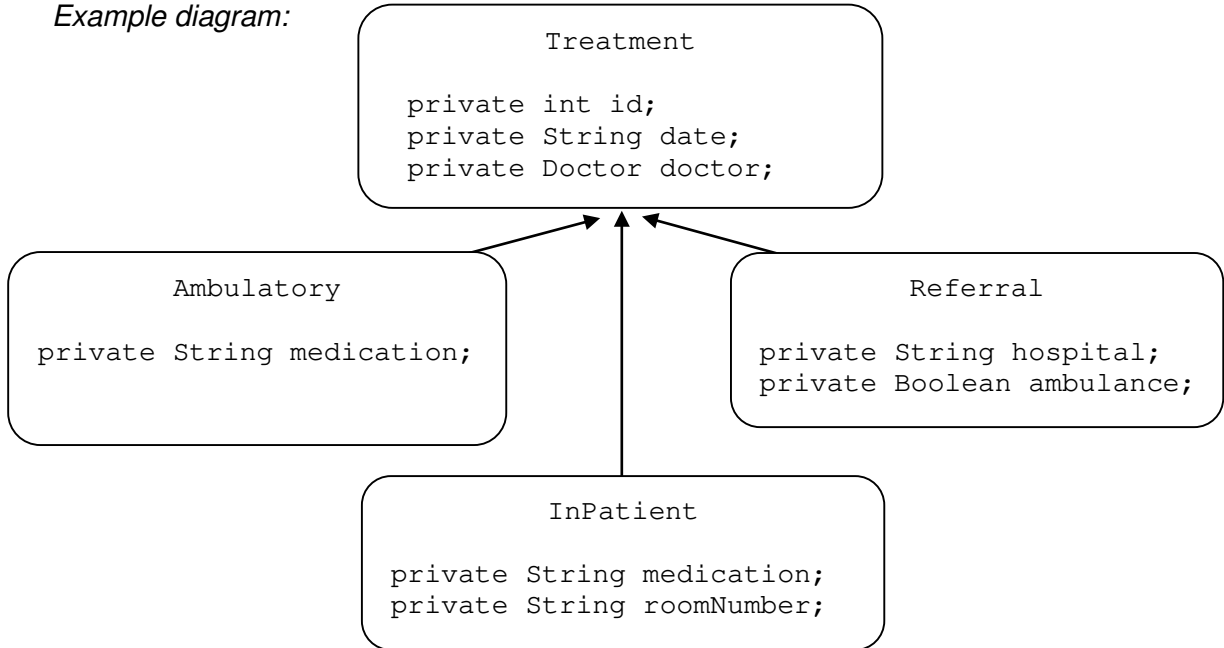 Example diagram:
Treatment
private int id;
private String date;
private Doctor doctor;
Ambulatory
private String medication;
Referral
private String hospital;
private Boolean ambulance;
InPatient
private String medication;
private String roomNumber;